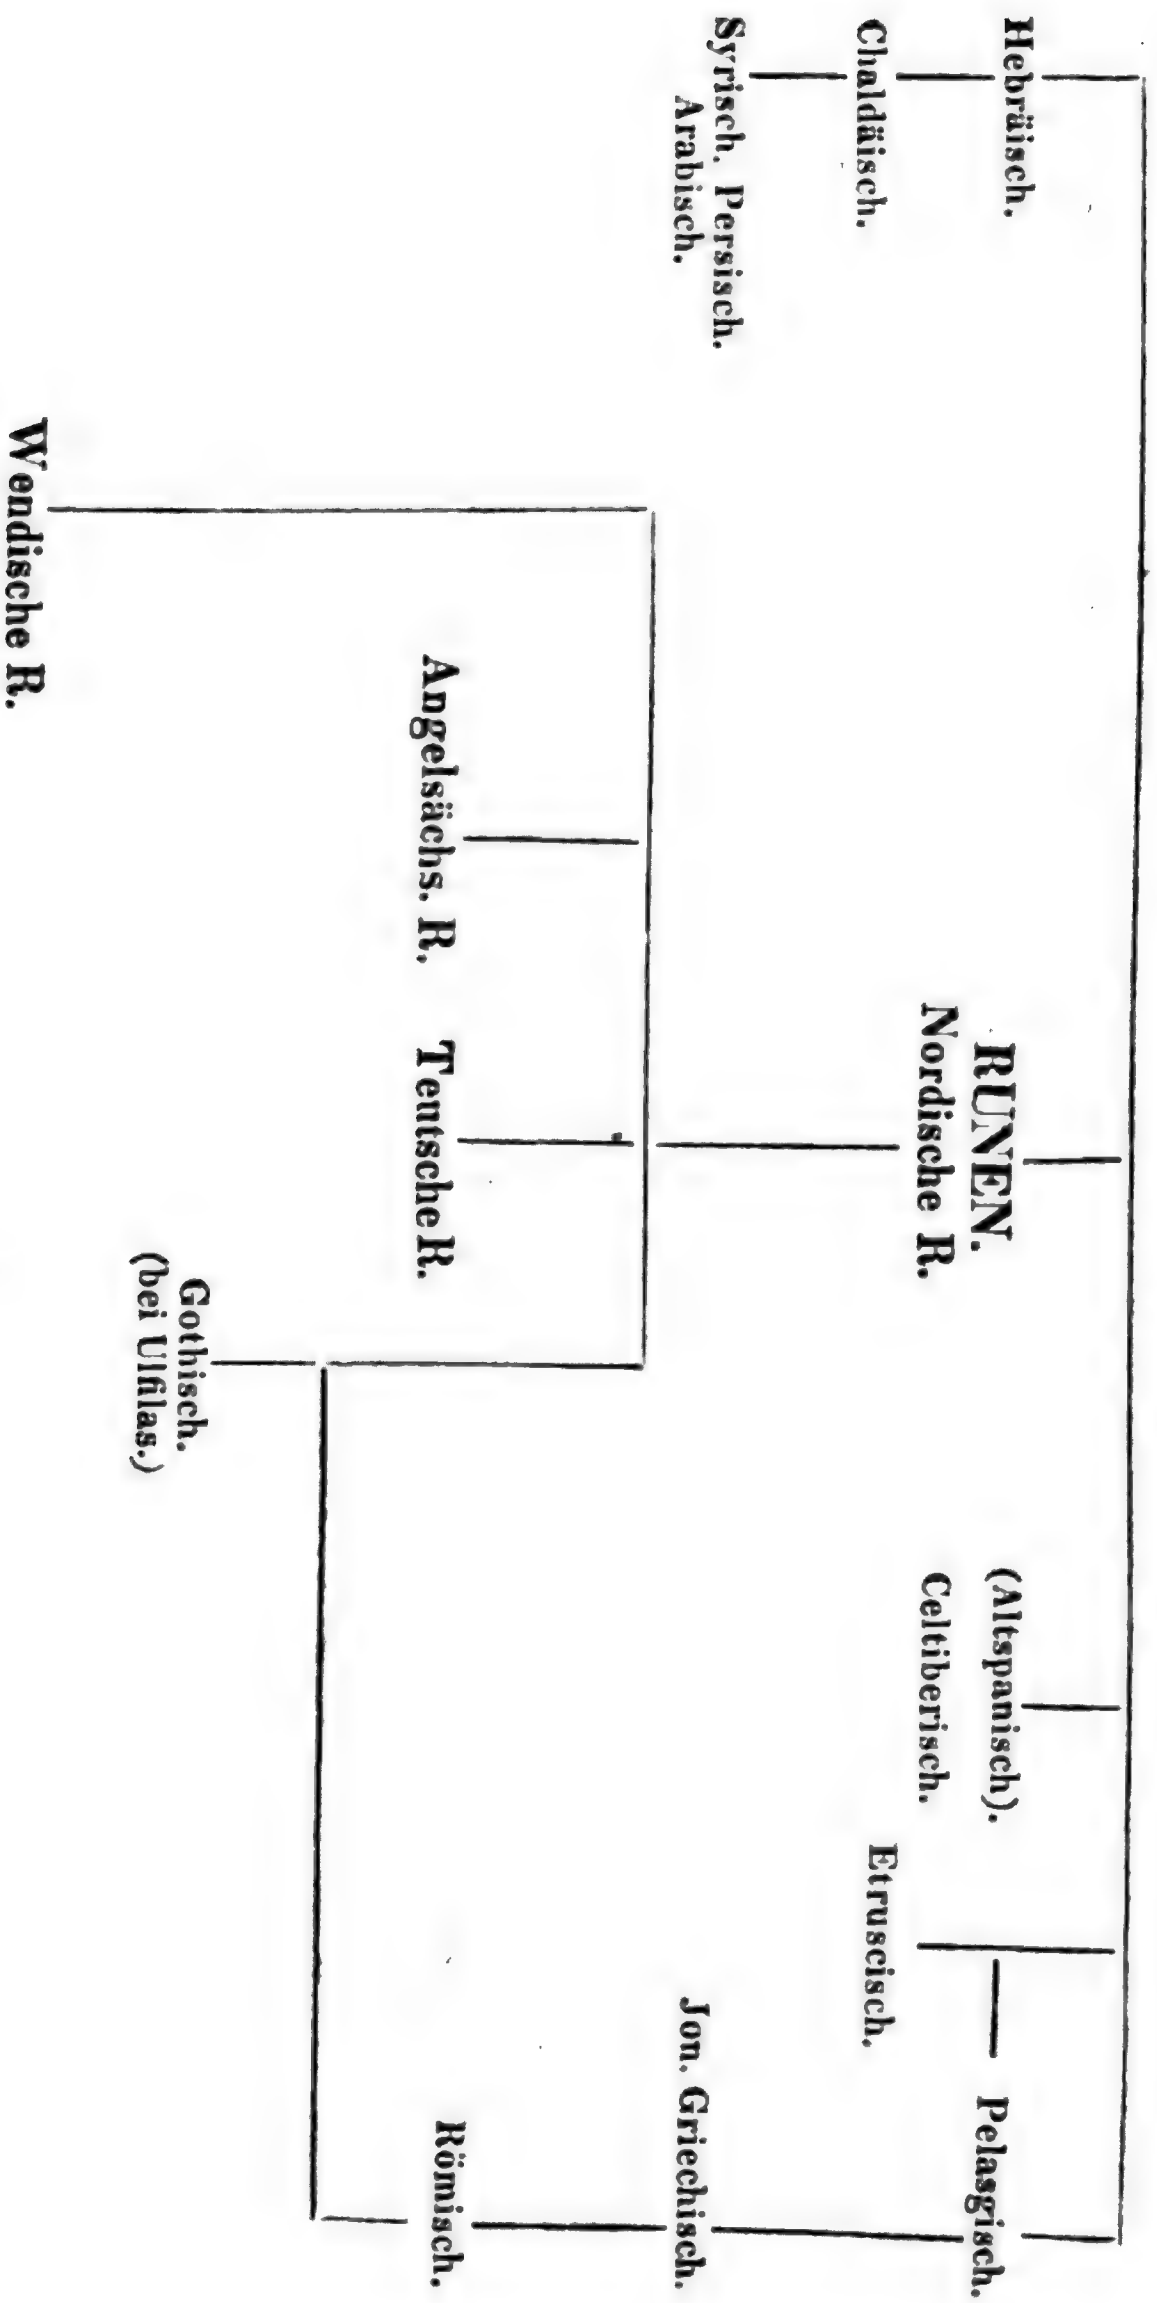 Hebräisch.
Chaldäisch.
Syrisch. Persisch.
Arabisch.
RUNEN.
Nordische R.
(Altspanisch).
Celtiberisch.
Etruscisch.
Pelasgisch.
Jon. Griechisch.
Römisch.
Angelsächs. R.
Teutsche R.
Gothisch.
(bei Ulfilas.)
Wendische R.